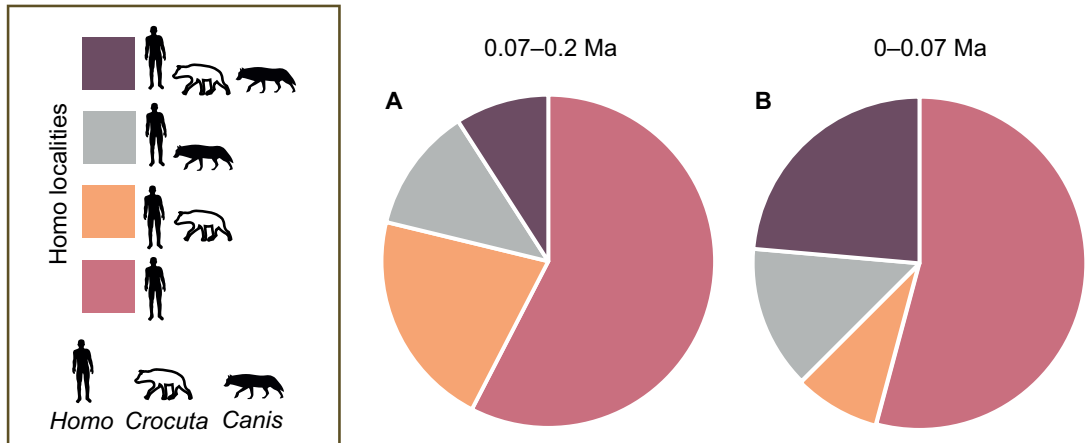 Homo localities
Homo Crocuta Canis
0.07–0.2 Ma
A
0–0.07 Ma
B